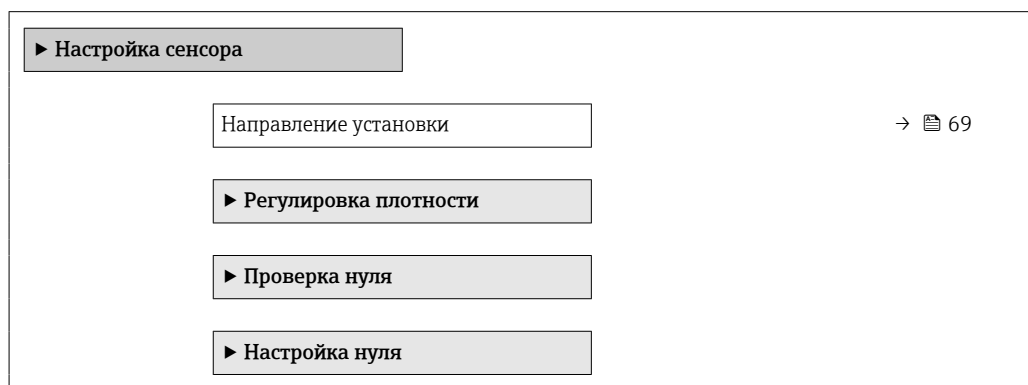 ► Настройка сенсора
Направление установки → 🖹 69
► Регулировка плотности
► Проверка нуля
► Настройка нуля